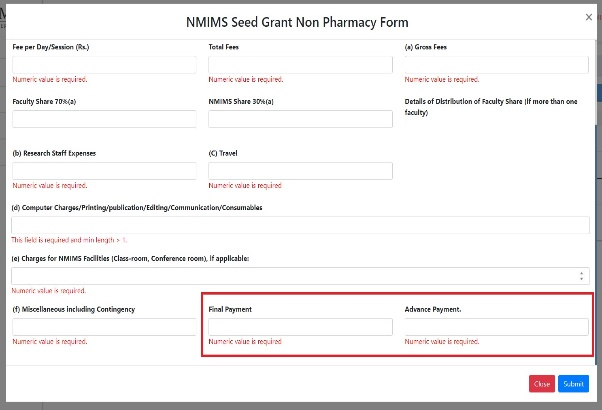 NMIMS Seed Grant Non Pharmacy Form
×
Fee per Day/Session (Rs.) Total Fees (a) Gross Fees
Numeric value is required. Numeric value is required. Numeric value is required.
Faculty Share 70%(a) NMIMS Share 30%(a) Details of Distribution of Faculty Share (If more than one
faculty)
(b) Research Staff Expenses (C) Travel
Numeric value is required. Numeric value is required
(d) Computer Charges/Printing/publication/Editing/Communication/Consumables
This field is required and min length > 1.
(e) Charges for NMIMS Facilities (Class-room, Conference room), if applicable:
Numeric value is required.
(f) Miscellaneous including Contingency Final Payment Advance Payment.
Numeric value is required. Numeric value is required Numeric value is required.
Close Submit